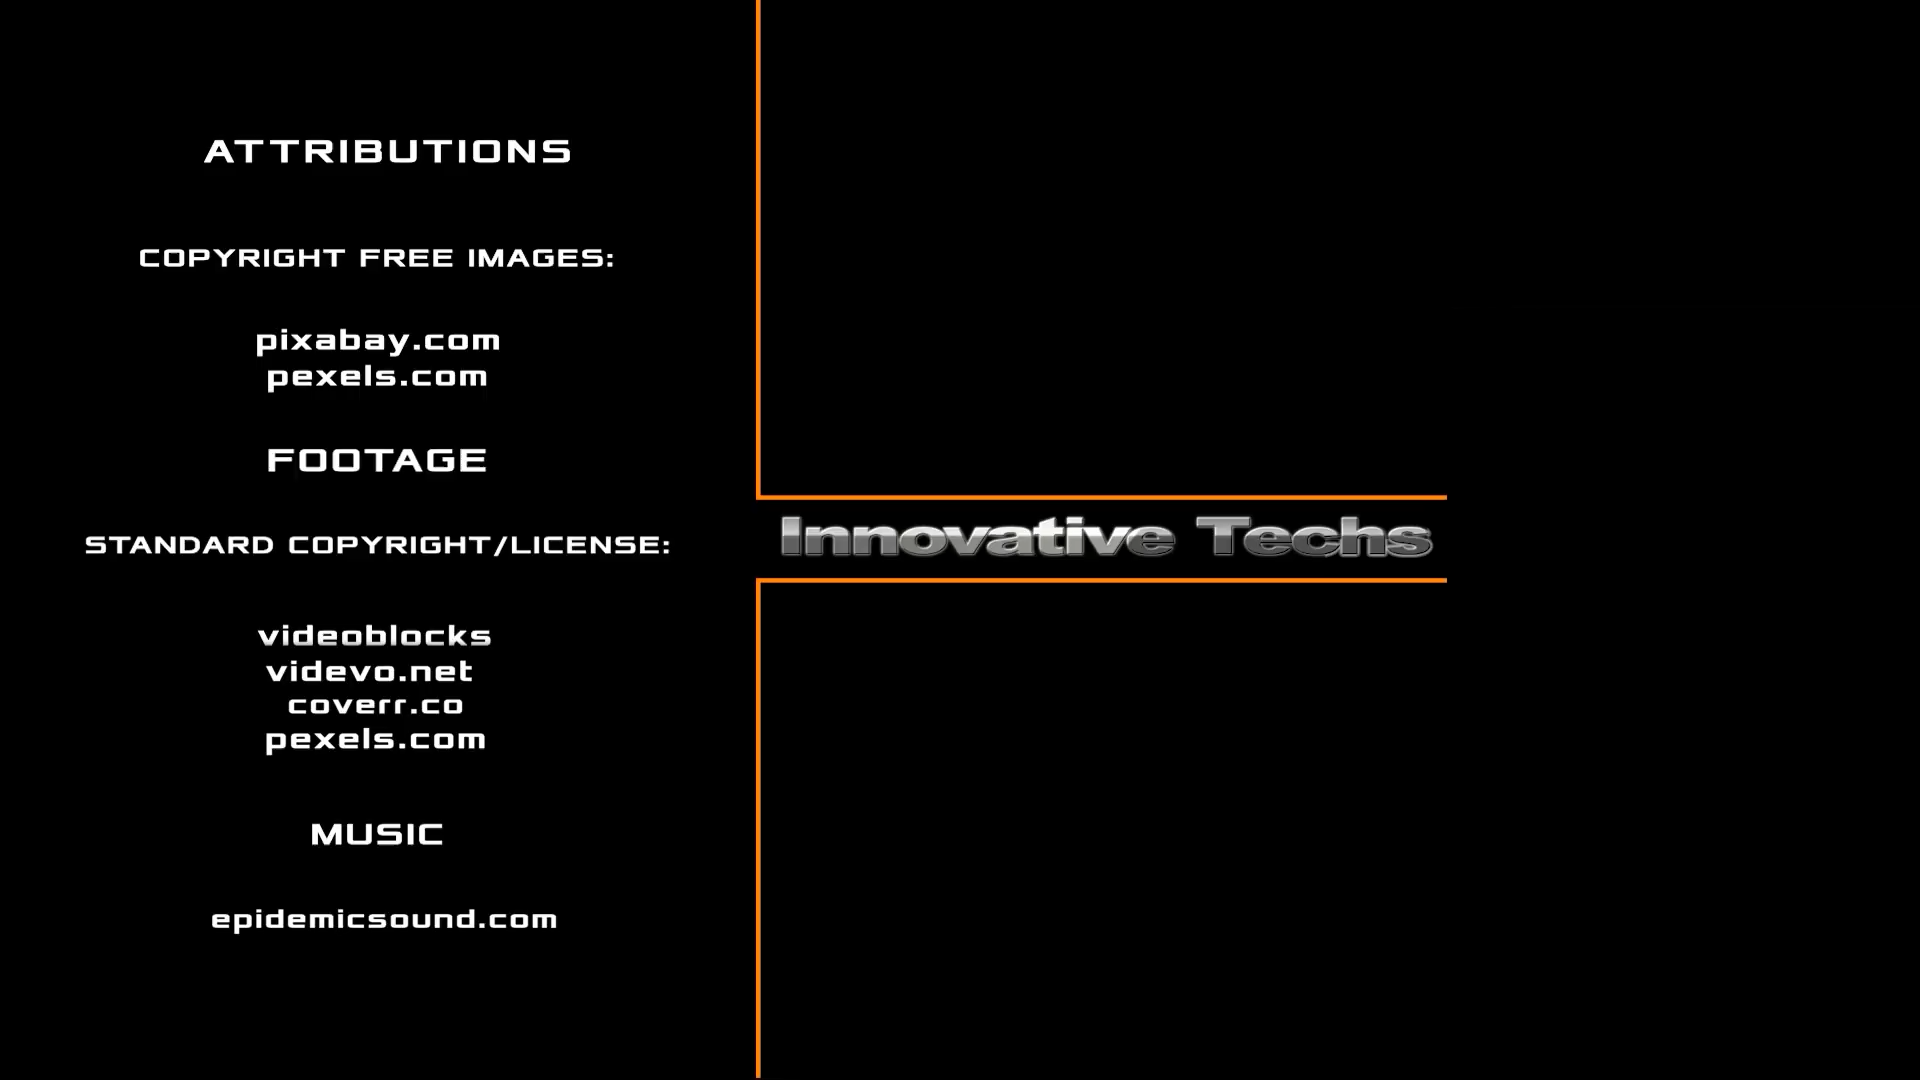 ATTRIBUTIONS
COPYRIGHT FREE IMAGES:
pixabay.com
pexels.com
FOOTAGE
STANDARD COPYRIGHT/LICENSE:
videoblocks
videvo.net
coverr.co
pexels.com
MUSIC
epidemicsound.com
Innovative Techs